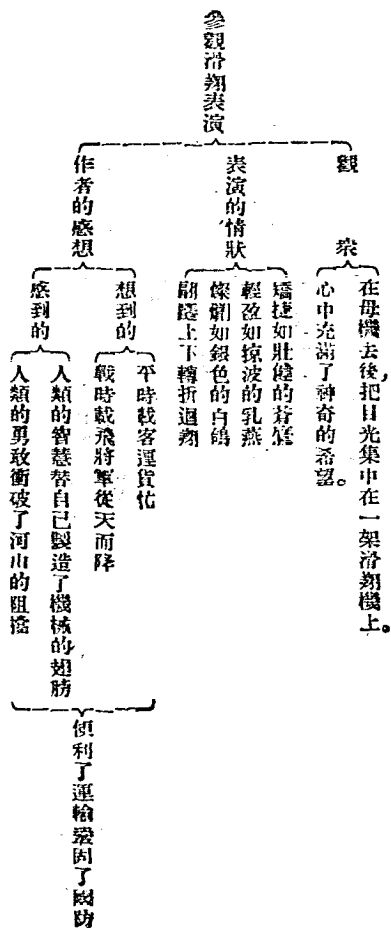 參觀滑翔表演
觀衆
在母機去後，把目光集中在一架滑翔機上。
心中充滿了神奇的希望。
表演的情狀
矯捷如壯健的蒼鷹
輕盈如掠波的乳燕
燦爛如銀色的白鴿
翩躚上下轉折迴翔
作者的感想
想到的
平時載客運貨忙
戰時載飛將軍從天而降
感到的
人類的智慧替自己製造了機械的翅膀
人類的勇敢衝破了河山的阻擋
便利了運輸鞏固了國防